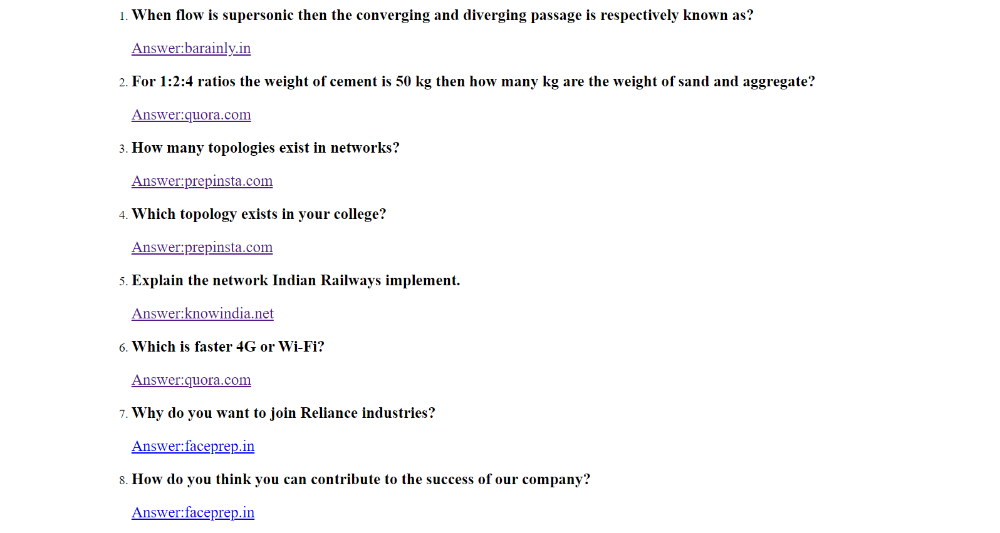 1. When flow is supersonic then the converging and diverging passage is respectively known as?
Answer:barainly.in
2. For 1:2:4 ratios the weight of cement is 50 kg then how many kg are the weight of sand and aggregate?
Answer:quora.com
3. How many topologies exist in networks?
Answer:prepinsta.com
4. Which topology exists in your college?
Answer:prepinsta.com
5. Explain the network Indian Railways implement.
Answer:knowindia.net
6. Which is faster 4G or Wi-Fi?
Answer:quora.com
7. Why do you want to join Reliance industries?
Answer:faceprep.in
8. How do you think you can contribute to the success of our company?
Answer:faceprep.in